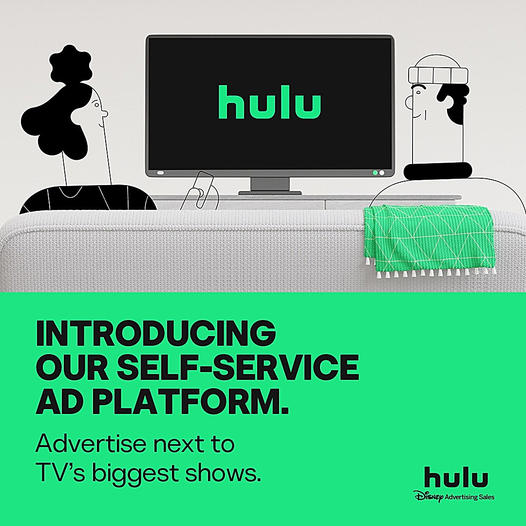 hulu
INTRODUCING
OUR SELF-SERVICE
AD PLATFORM.
Advertise next to
TV's biggest shows.
hulu
Disney Advertising Sales